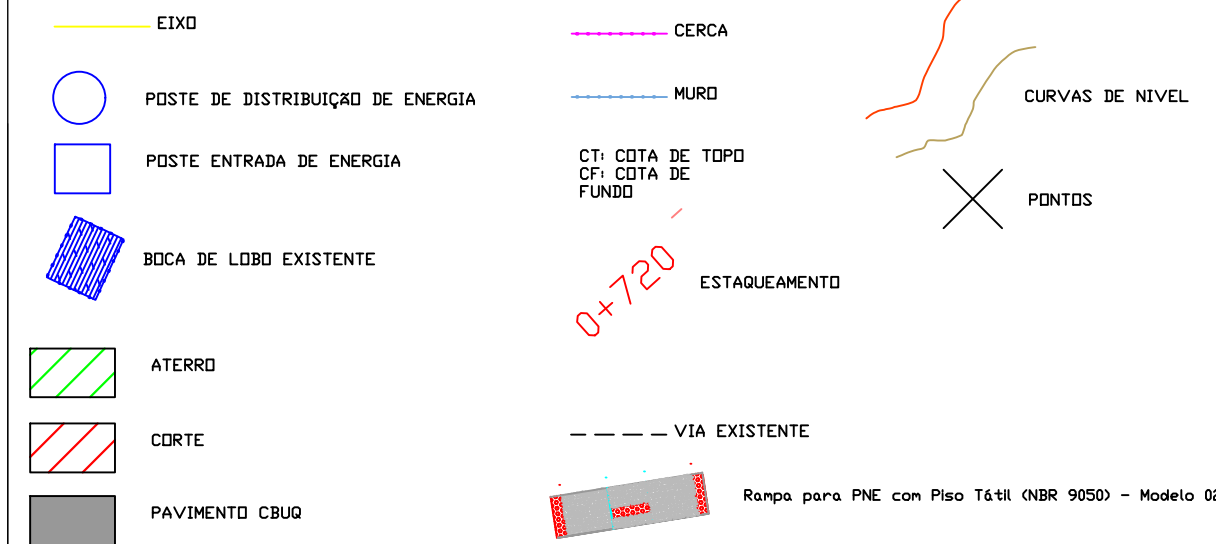 EIXO
POSTE DE DISTRIBUIÇÃO DE ENERGIA
POSTE ENTRADA DE ENERGIA
BOCA DE LOBO EXISTENTE
ATERRO
CORTE
PAVIMENTO CBUQ
CERCA
MURO
CT: COTA DE TOPO
CF: COTA DE
FUNDO
0+720
ESTAQUEAMENTO
VIA EXISTENTE
Rampa para PNE com Piso Tátil (NBR 9050) - Modelo 02
CURVAS DE NIVEL
PONTOS